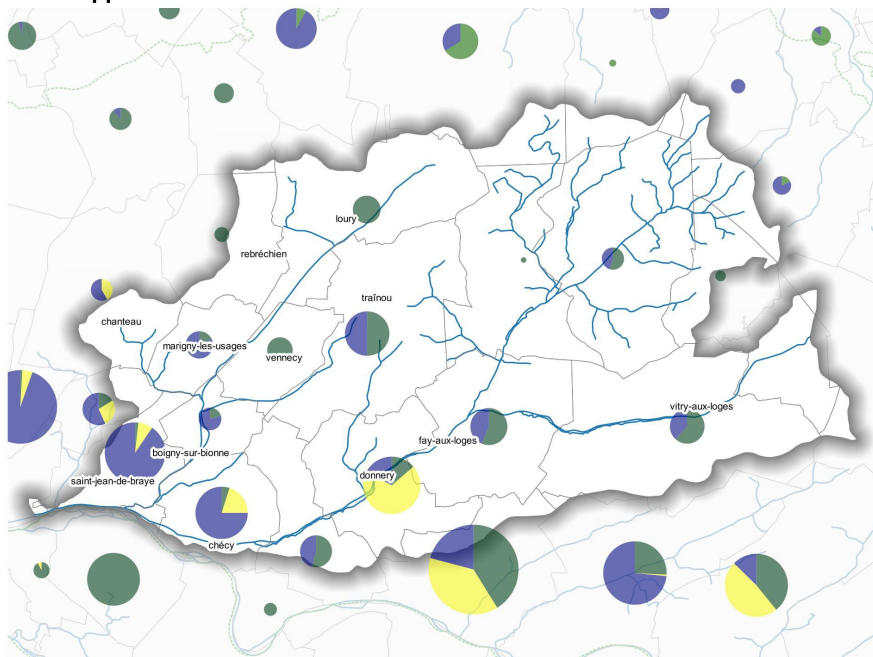 loury
rebréchien
traînou
chanteau
marigny-les-usages
vennecy
vitry-aux-loges
fay-aux-loges
boigny-sur-bionne
donnery
saint-jean-de-braye
chécy